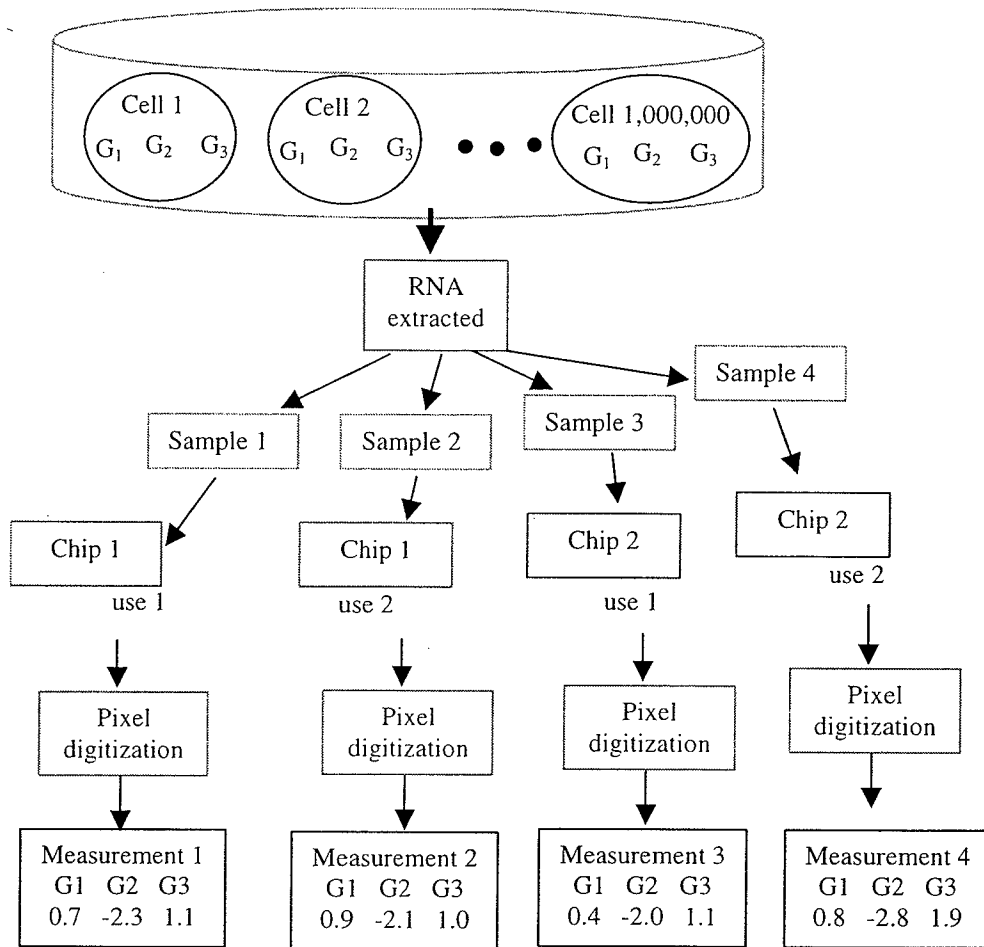 Cell 1
G₁ G₂ G₃
Cell 2
G₁ G₂ G₃
Cell 1,000,000
G₁ G₂ G₃
RNA
extracted
Sample 1
Sample 2
Sample 3
Sample 4
Chip 1
use 1
Chip 1
use 2
Chip 2
use 1
Chip 2
use 2
Pixel
digitization
Pixel
digitization
Pixel
digitization
Pixel
digitization
Measurement 1
G1 G2 G3
0.7 -2.3 1.1
Measurement 2
G1 G2 G3
0.9 -2.1 1.0
Measurement 3
G1 G2 G3
0.4 -2.0 1.1
Measurement 4
G1 G2 G3
0.8 -2.8 1.9